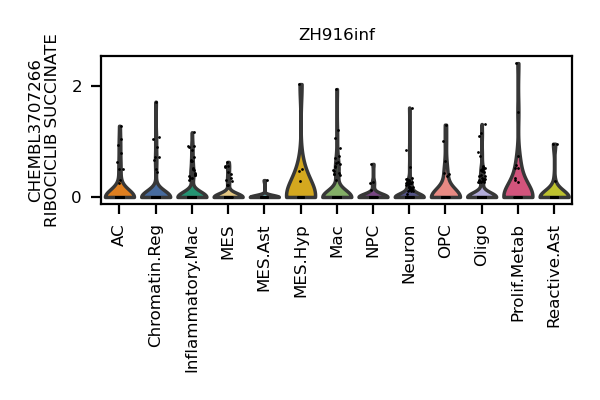 ZH916inf
CHEMBL3707266
RIBOCICLIB SUCCINATE
2
0
AC
Chromatin.Reg
Inflammatory.Mac
MES
MES.Ast
MES.Hyp
Mac
NPC
Neuron
OPC
Oligo
Prolif.Metab
Reactive.Ast